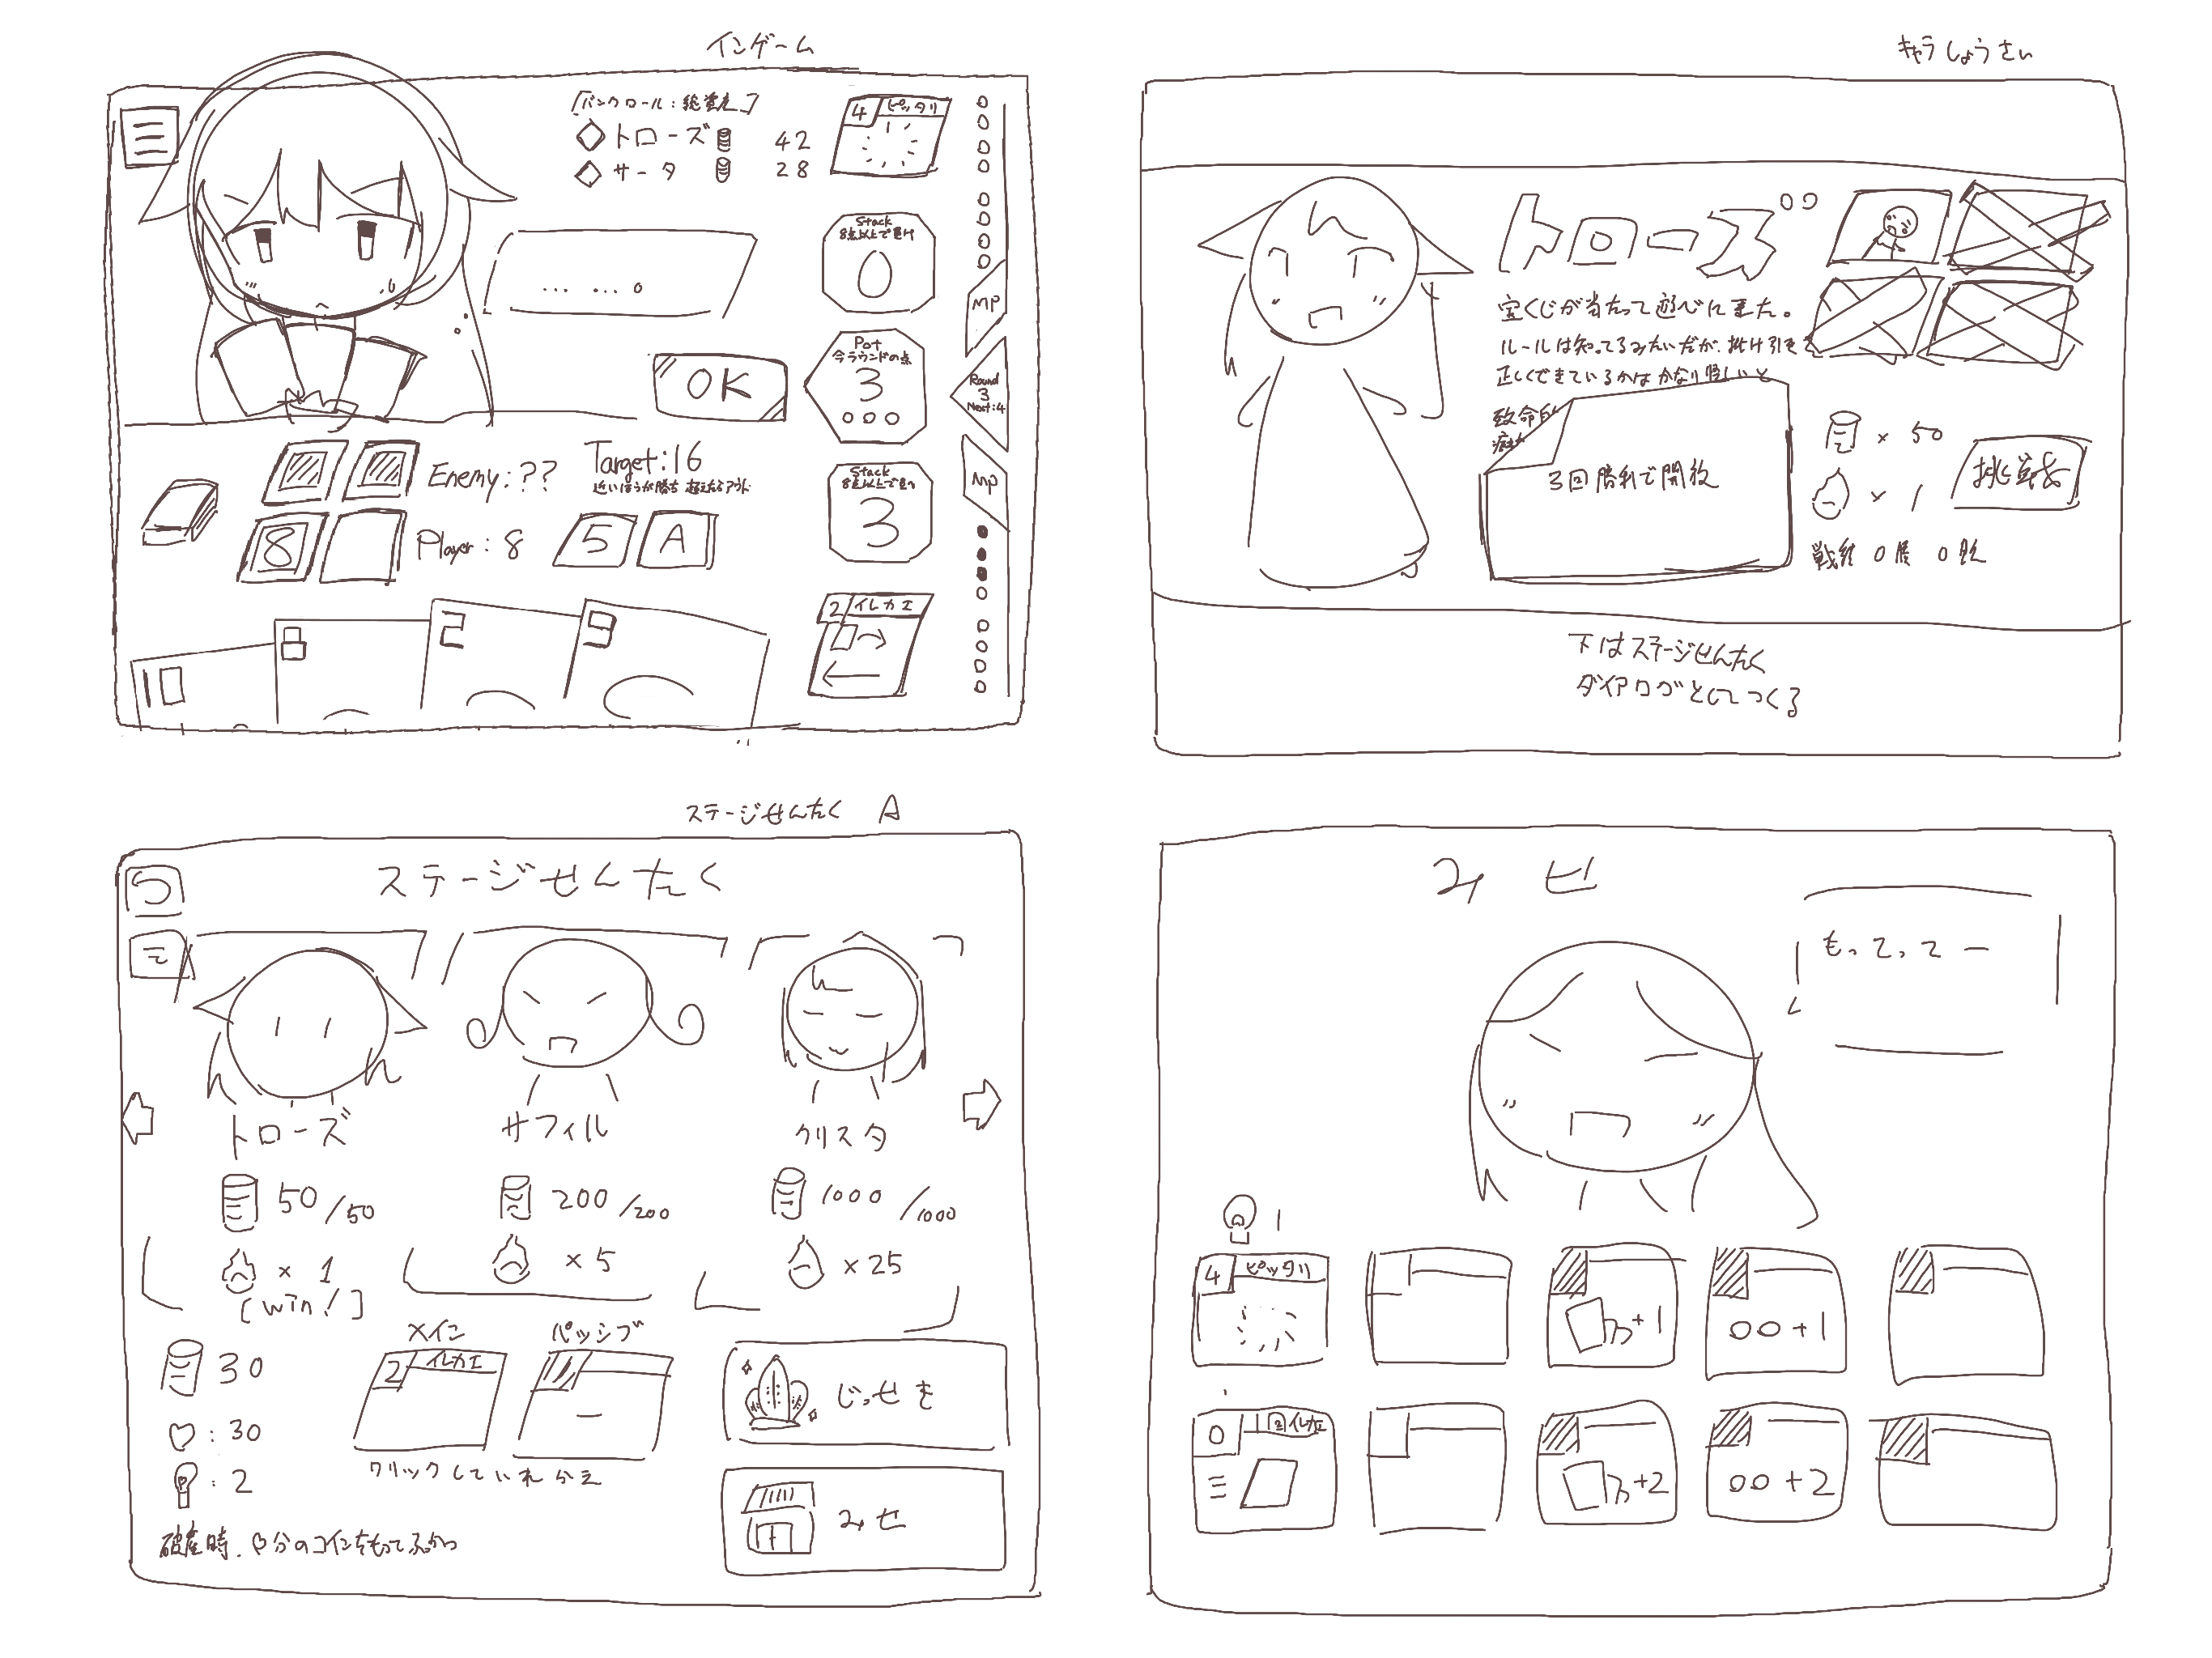 インゲーム
[バンクロール:総資産]
トローズ 42
サータ 28
4 ピッタリ
Stack
8点以上で負け
0
... ...。
MP
Pot
今ラウンドの点
3
OK
Round
3
Next:4
Enemy:??
Target:16
近いほうが勝ち 超えたらアウト
Player:8
8
5
A
Stack
8点以上で
3
MP
10
8
2
9
2 イレカエ
キャラしょうさい
トローズ
宝くじが当たって遊びに来た。
ルールは知ってるみたいだが、掛け引き
正しくできているかはかなり怪しいと
致命的
3回勝利で開放
× 50
× 1
挑戦
戦績 0勝 0敗
下はステージせんたく
ダイアログとしてつくる
ステージせんたく A
ステージせんたく
トローズ
50/50
× 1
[win!]
サフィル
200/200
× 5
クリスタ
1000/1000
× 25
30
:30
:2
メイン
2 イレカエ
パッシブ
ー
クリックしていれかえ
じっせき
みせ
破産時、♡分のコインをもってふっかつ
みせ
もってってー
1
4 ピッタリ
+1
○○+1
0 2 イレカエ
+2
○○+2